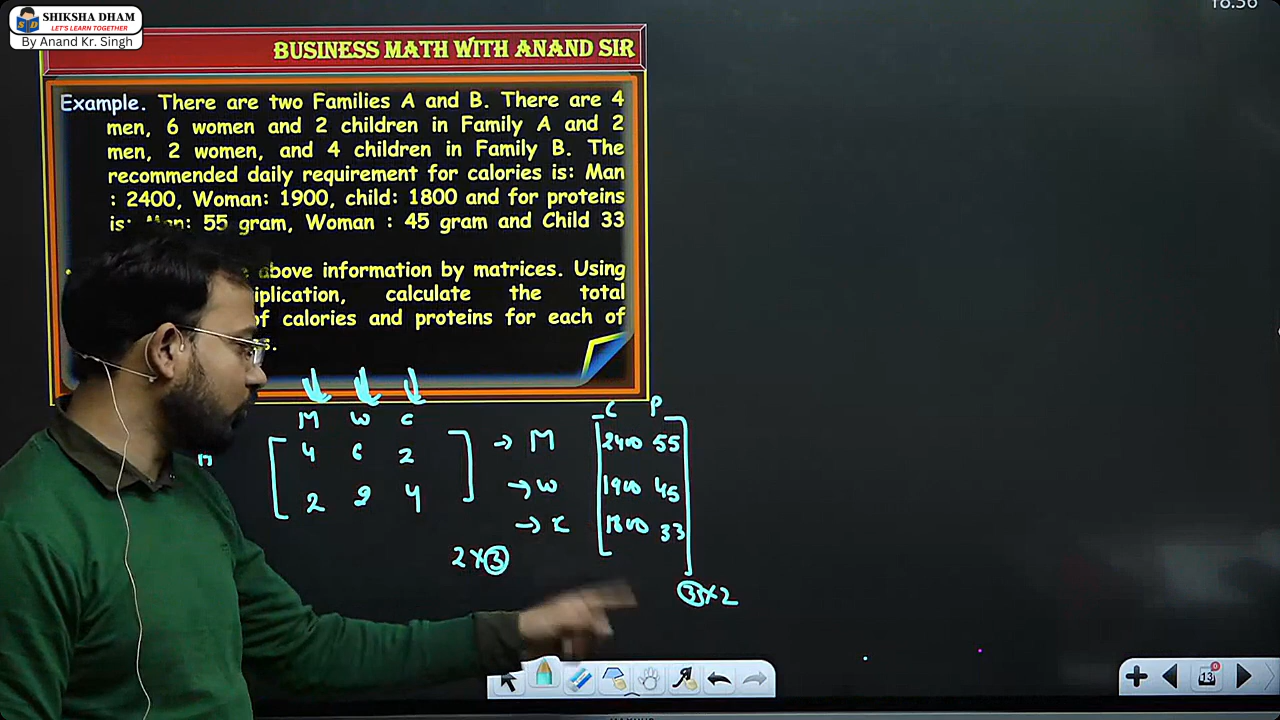 SHIKSHA DHAM
LET'S LEARN TOGETHER
By Anand Kr. Singh
18:36
BUSINESS MATH WITH ANAND SIR
Example. There are two Families A and B. There are 4
men, 6 women and 2 children in Family A and 2
men, 2 women, and 4 children in Family B. The
recommended daily requirement for calories is: Man
: 2400, Woman: 1900, child: 1800 and for proteins
is: Man: 55 gram, Woman : 45 gram and Child 33
above information by matrices. Using
calculate the total
of calories and proteins for each of
M W C
4 6 2
2 2 4
2×3
C P
→ M 2400 55
→ W 1900 45
→ C 1800 33
3×2
13